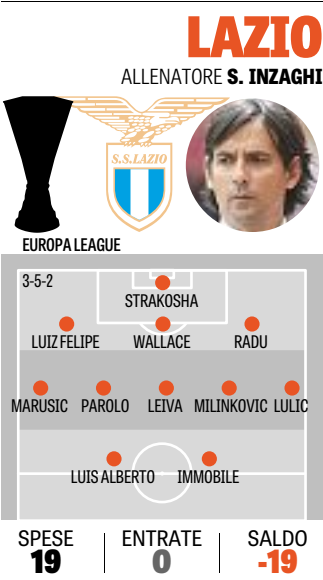 LAZIO
ALLENATORE S. INZAGHI
S.S.LAZIO
EUROPA LEAGUE
3-5-2
STRAKOSHA
LUIZ FELIPE WALLACE RADU
MARUSIC PAROLO LEIVA MILINKOVIC LULIC
LUIS ALBERTO IMMOBILE
SPESE ENTRATE SALDO
19 0 -19